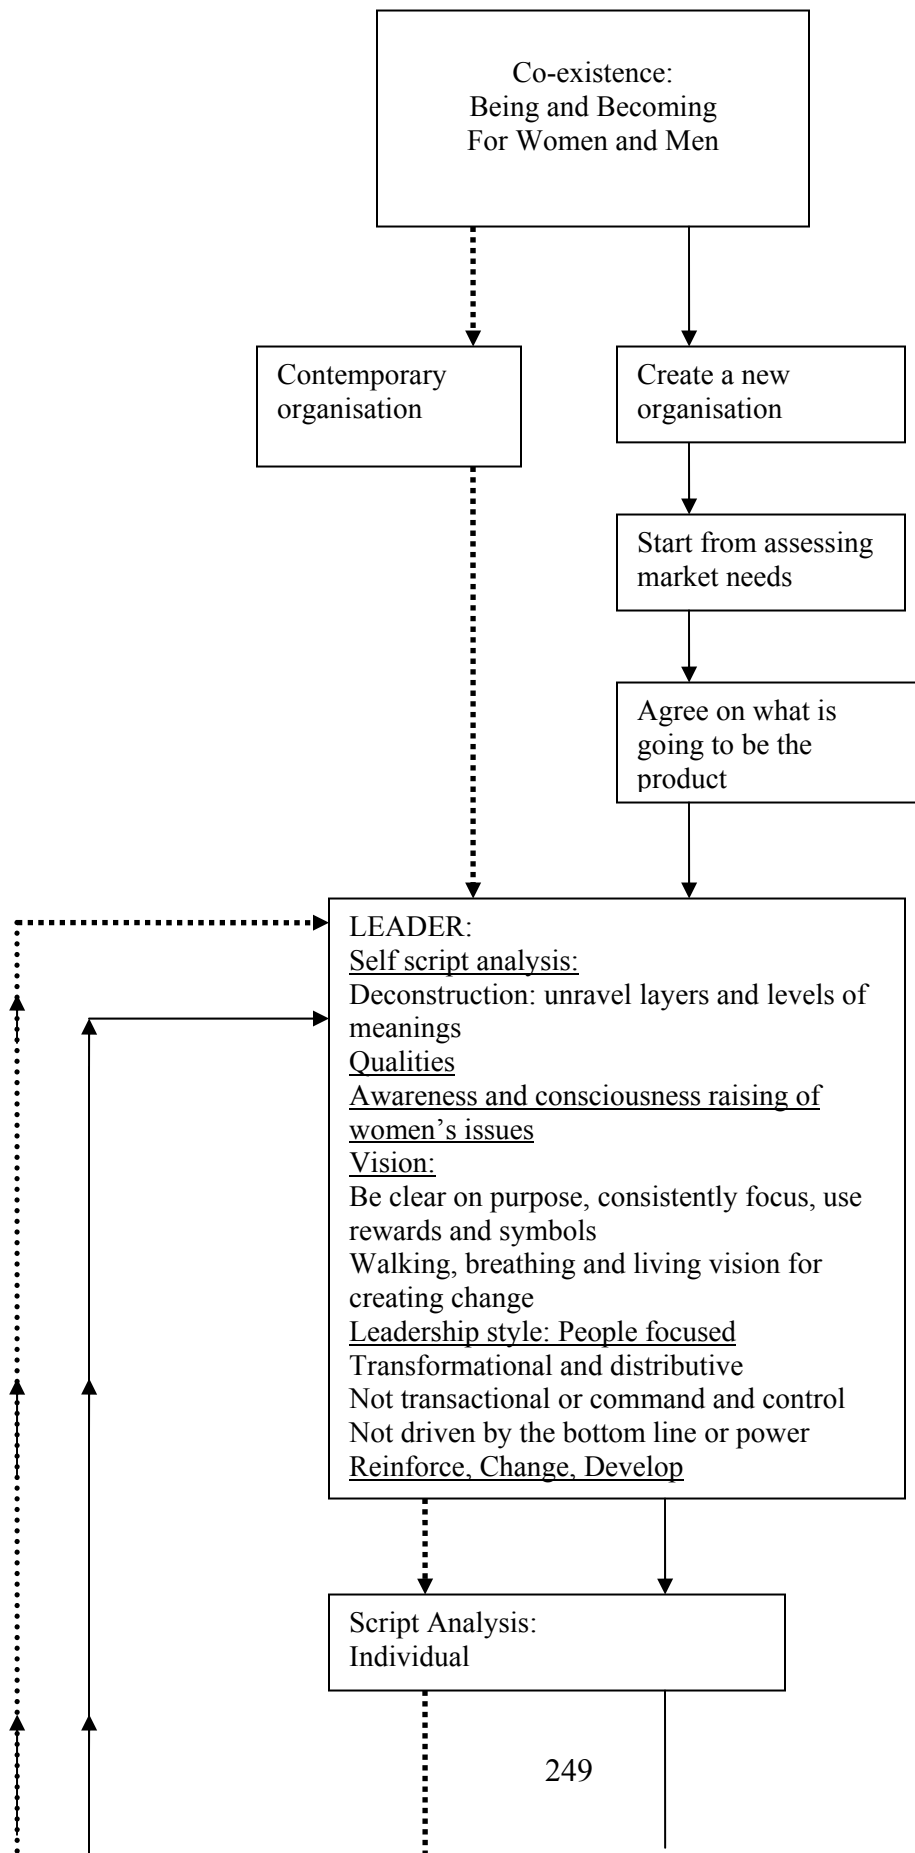 Co-existence:
Being and Becoming
For Women and Men
Contemporary
organisation
Create a new
organisation
Start from assessing
market needs
Agree on what is
going to be the
product
LEADER:
Self script analysis:
Deconstruction: unravel layers and levels of
meanings
Qualities
Awareness and consciousness raising of
women’s issues
Vision:
Be clear on purpose, consistently focus, use
rewards and symbols
Walking, breathing and living vision for
creating change
Leadership style: People focused
Transformational and distributive
Not transactional or command and control
Not driven by the bottom line or power
Reinforce, Change, Develop
Script Analysis:
Individual
249